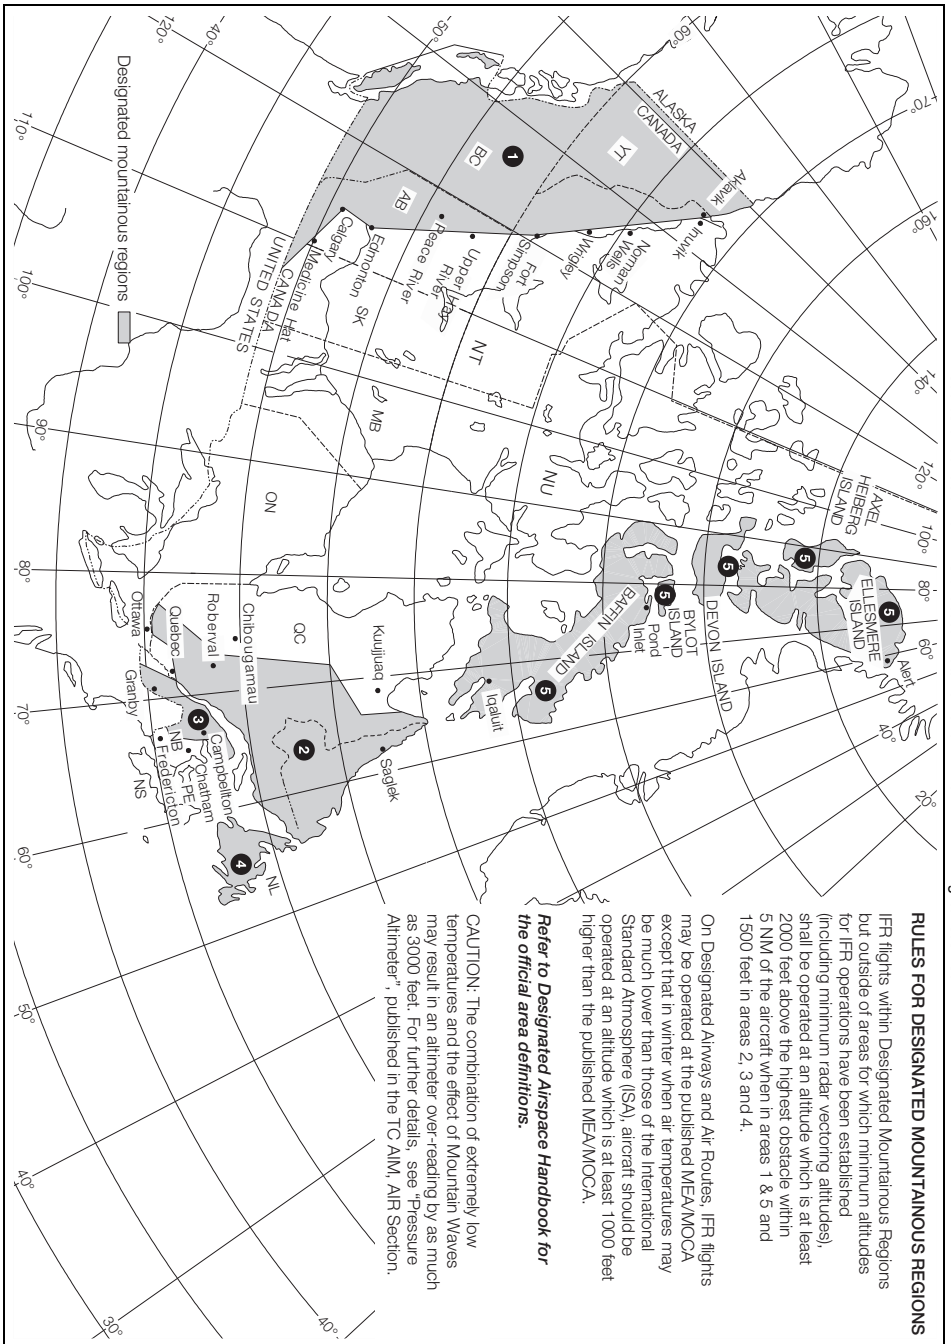 RULES FOR DESIGNATED MOUNTAINOUS REGIONS
IFR flights within Designated Mountainous Regions
but outside of areas for which minimum altitudes
for IFR operations have been established
(including minimum radar vectoring altitudes),
shall be operated at an altitude which is at least
2000 feet above the highest obstacle within
5 NM of the aircraft when in areas 1 & 5 and
1500 feet in areas 2, 3 and 4.
On Designated Airways and Air Routes, IFR flights
may be operated at the published MEA/MOCA
except that in winter when air temperatures may
be much lower than those of the International
Standard Atmosphere (ISA), aircraft should be
operated at an altitude which is at least 1000 feet
higher than the published MEA/MOCA.
Refer to Designated Airspace Handbook for
the official area definitions.
CAUTION: The combination of extremely low
temperatures and the effect of Mountain Waves
may result in an altimeter over-reading by as much
as 3000 feet. For further details, see "Pressure
Altimeter", published in the TC AIM, AIR Section.
70°
160°
140°
120°
100°
80°
60°
40°
20°
60°
50°
40°
120°
110°
100°
90°
80°
70°
60°
50°
40°
30°
40°
ALASKA
CANADA
Aklavik
Inuvik
YT
Norman
Wells
Wrigley
Fort
Simpson
1
BC
Upper Hay
River
Peace River
AB
Edmonton
Calgary
Medicine Hat
CANADA
UNITED STATES
SK
NT
MB
NU
ON
AXEL
HEIBERG
ISLAND
5
ELLESMERE
ISLAND
5
Alert
5
DEVON ISLAND
5
BYLOT
ISLAND
Pond
Inlet
BAFFIN ISLAND
5
Iqaluit
Kuujjuaq
Saglek
QC
Chibougamau
Roberval
Quebec
Ottawa
Granby
2
3
Campbellton
Chatham
NB
PE
Fredericton
NS
4
NL
Designated mountainous regions